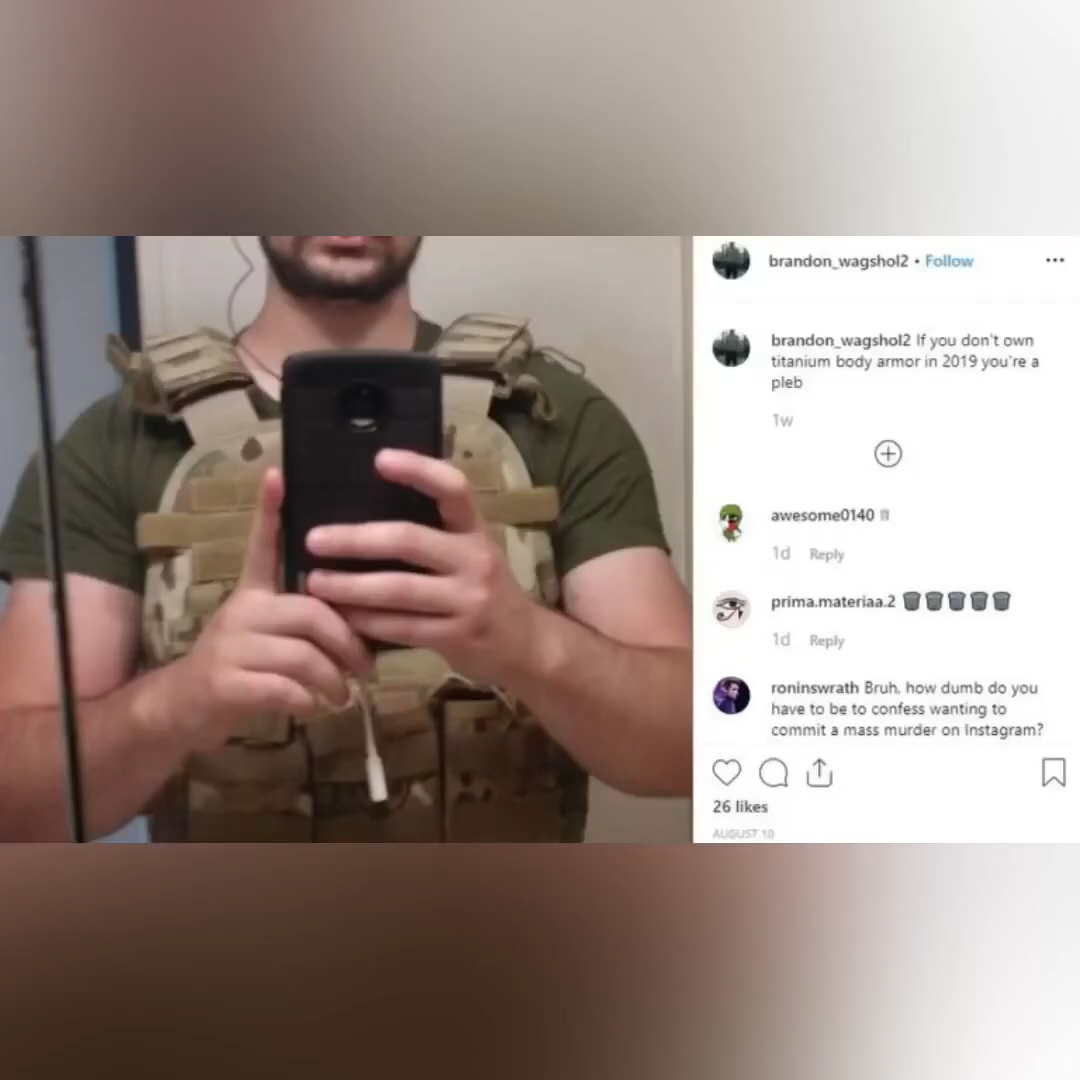 brandon_wagshol2 • Follow
brandon_wagshol2 If you don't own
titanium body armor in 2019 you're a
pleb
1w
awesome0140
1d Reply
prima.materiaa.2 🗑🗑🗑🗑🗑
1d Reply
roninswrath Bruh, how dumb do you
have to be to confess wanting to
commit a mass murder on Instagram?
26 likes
AUGUST 10